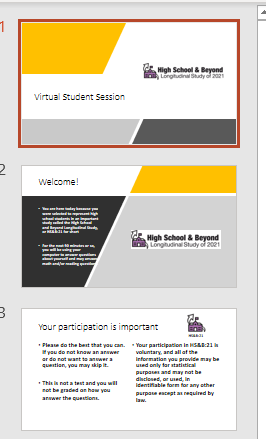 1
High School & Beyond
Longitudinal Study of 2021
Virtual Student Session
2
Welcome!
• You are here today because you
were selected to represent high
school students in an important
study called the High School
and Beyond Longitudinal Study,
or HS&B:21 for short
High School & Beyond
Longitudinal Study of 2021
• For the next 90 minutes or so,
you will be using your
computer to answer questions
about yourself and may answer
math and/or reading questions
3
Your participation is important
HS&B:21
• Please do the best that you can.
If you do not know an answer
or do not want to answer a
question, you may skip it.
• This is not a test and you will
not be graded on how you
answer the questions.
• Your participation in HS&B:21 is
voluntary, and all of the
information you provide may be
used only for statistical
purposes and may not be
disclosed, or used, in
identifiable form for any other
purpose except as required by
law.